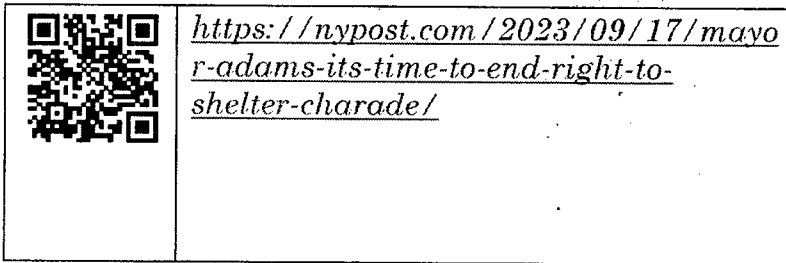 https://nypost.com/2023/09/17/mayo
r-adams-its-time-to-end-right-to-
shelter-charade/